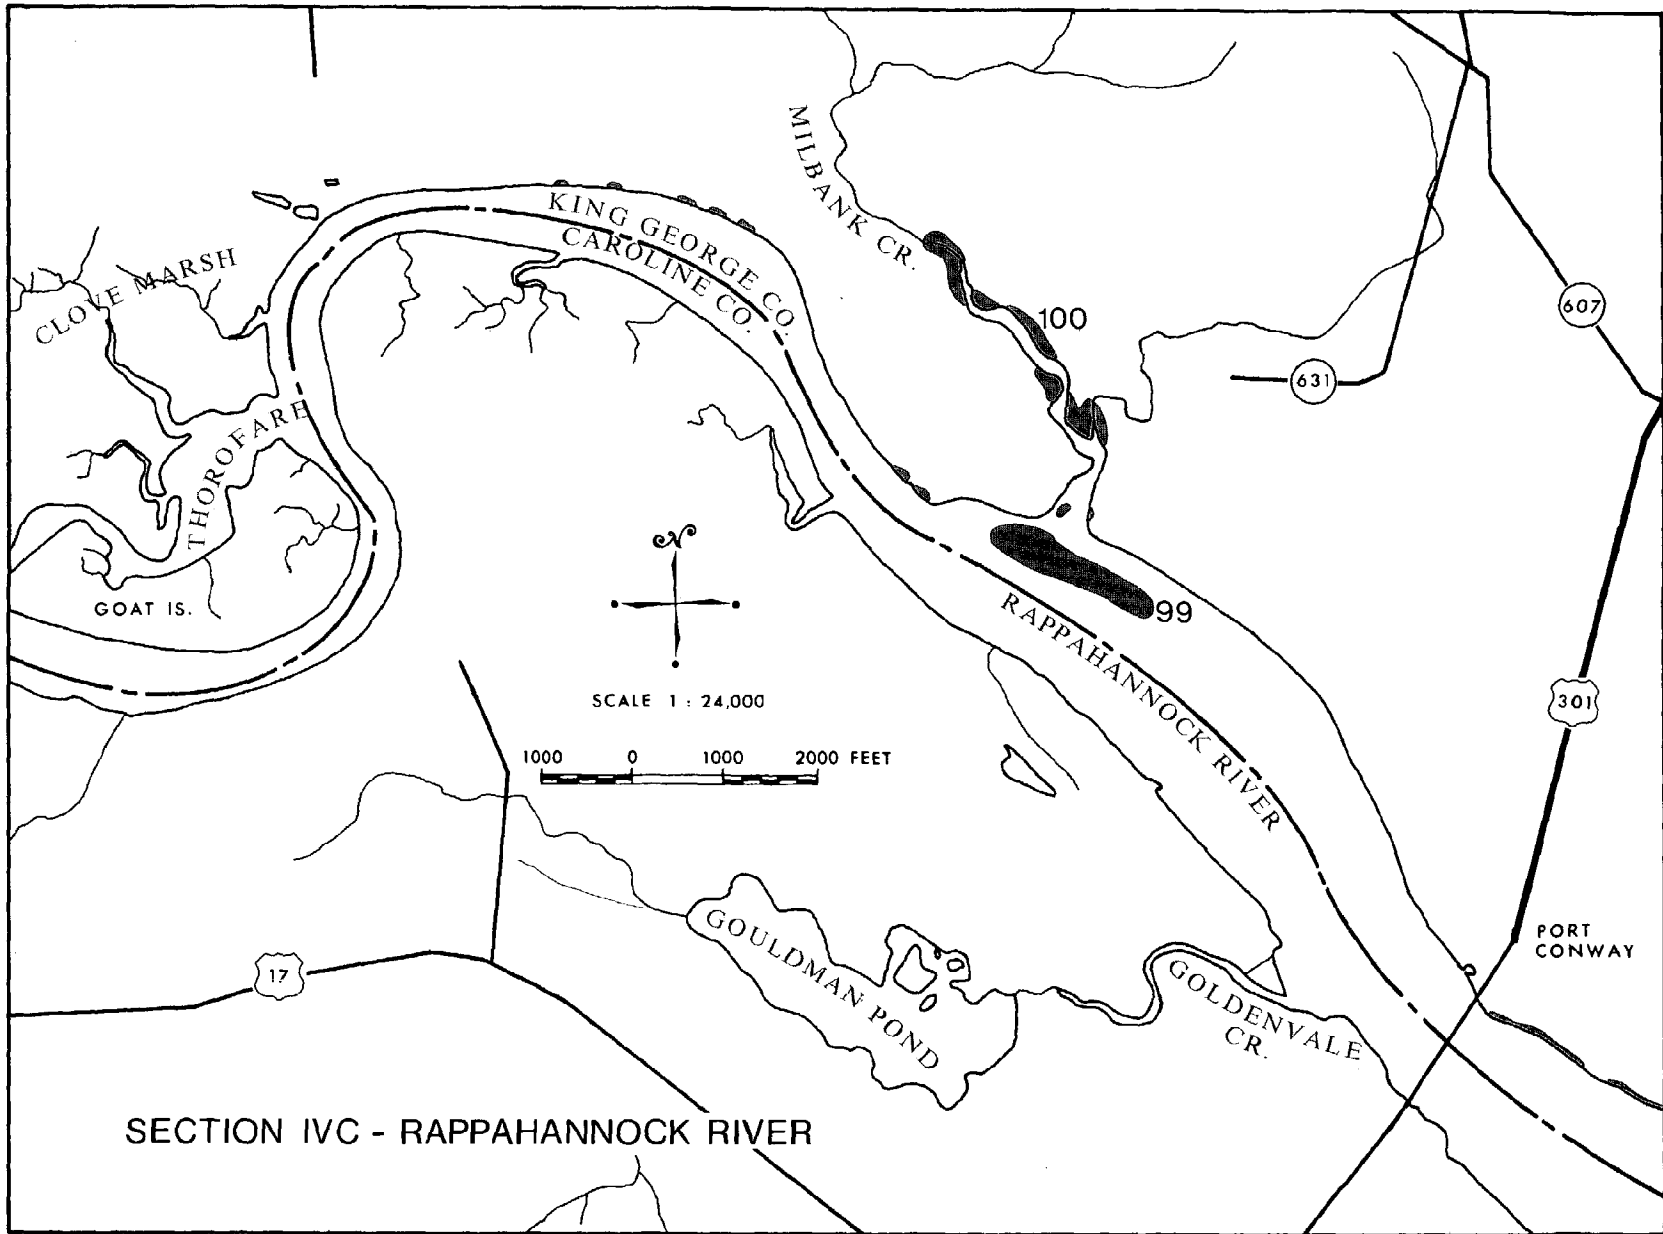 MILBANK CR.
KING GEORGE CO.
CAROLINE CO.
CLOVE MARSH
THOROFARE
GOAT IS.
100
631
607
99
N
SCALE 1 : 24,000
1000 0 1000 2000 FEET
RAPPAHANNOCK RIVER
301
PORT
CONWAY
17
GOULDMAN POND
GOLDENVALE
CR.
SECTION IVC - RAPPAHANNOCK RIVER